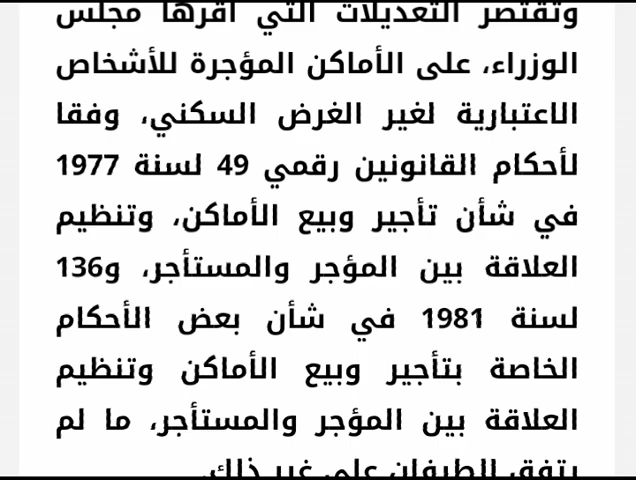 وتقتصر التعديلات التي أقرها مجلس
الوزراء، على الأماكن المؤجرة للأشخاص
الاعتبارية لغير الغرض السكني، وفقا
لأحكام القانونين رقمي 49 لسنة 1977
في شأن تأجير وبيع الأماكن، وتنظيم
العلاقة بين المؤجر والمستأجر، و136
لسنة 1981 في شأن بعض الأحكام
الخاصة بتأجير وبيع الأماكن وتنظيم
العلاقة بين المؤجر والمستأجر، ما لم
يتفق الطرفان على غير ذلك.